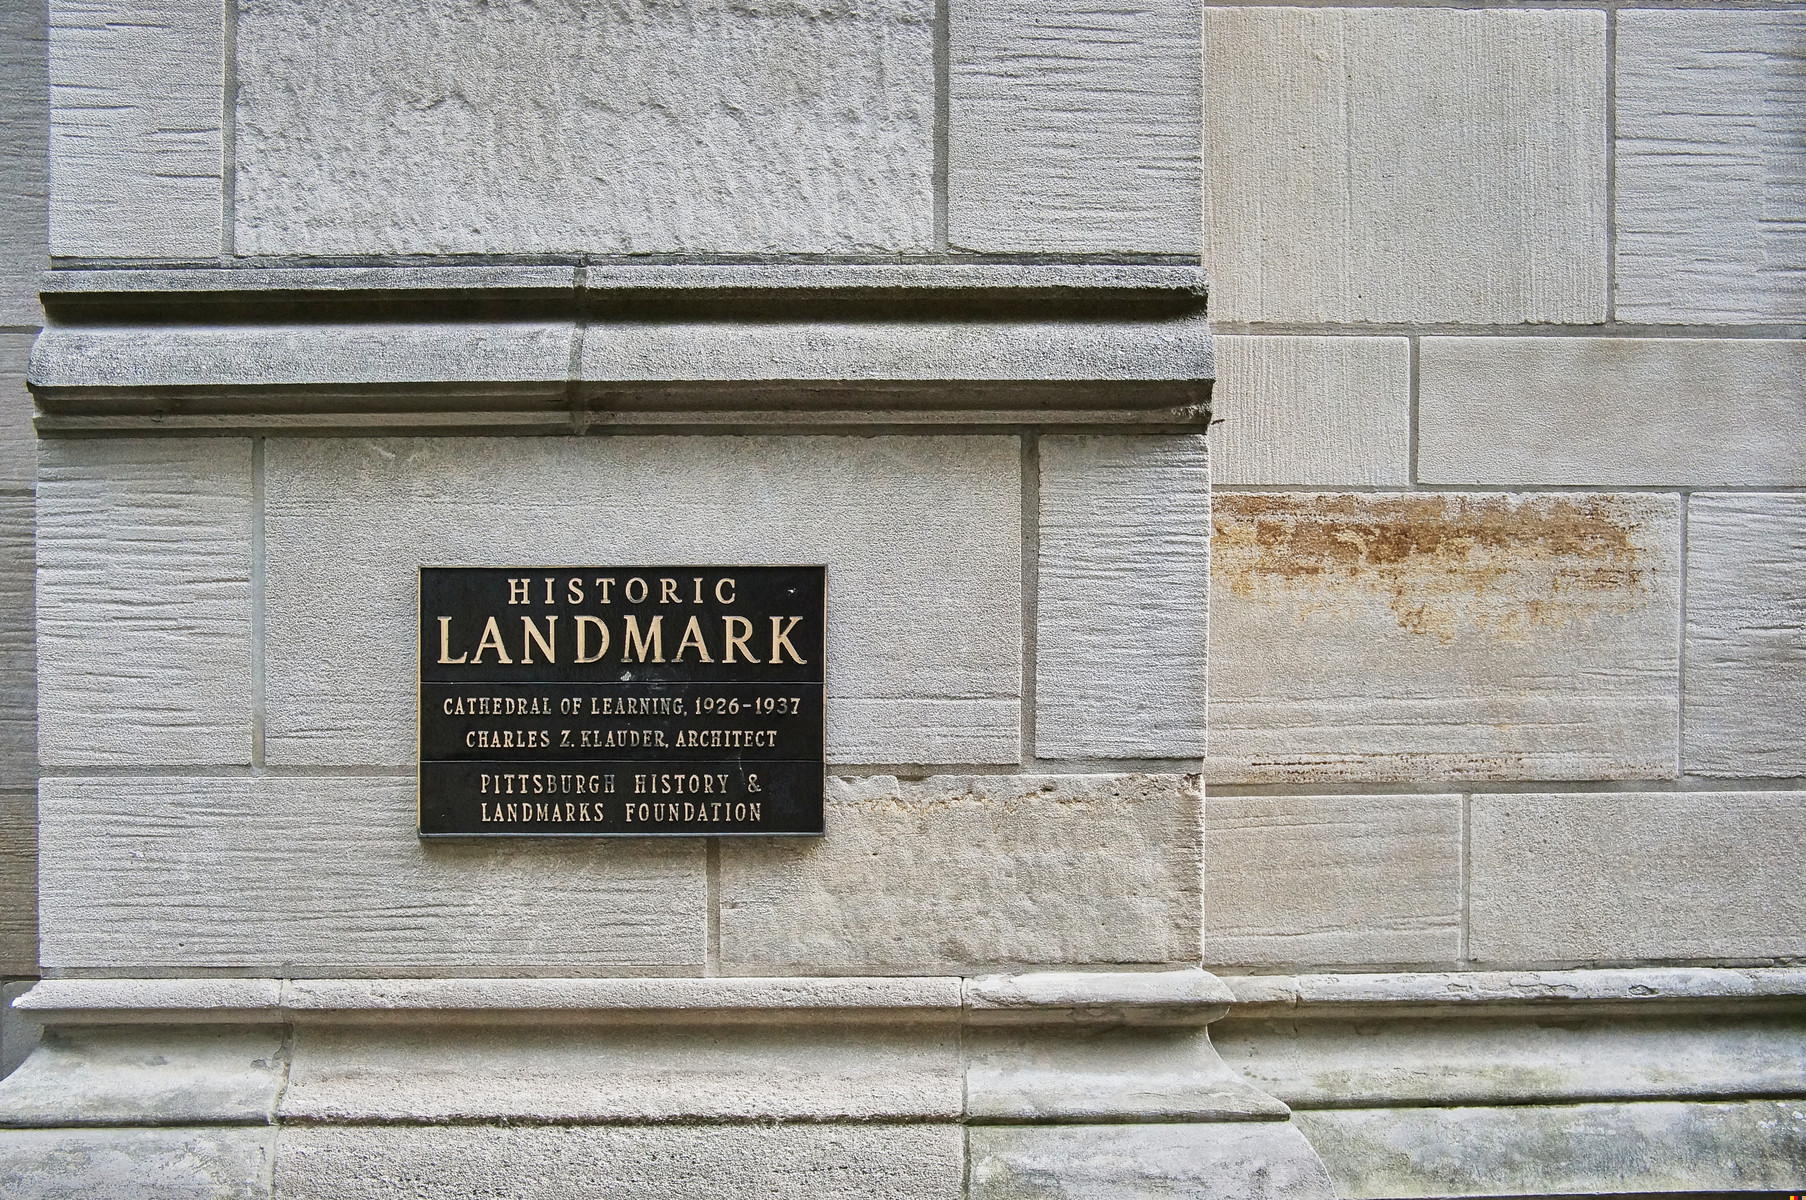 HISTORIC
LANDMARK
CATHEDRAL OF LEARNING, 1926-1937
CHARLES Z. KLAUDER, ARCHITECT
PITTSBURGH HISTORY &
LANDMARKS FOUNDATION